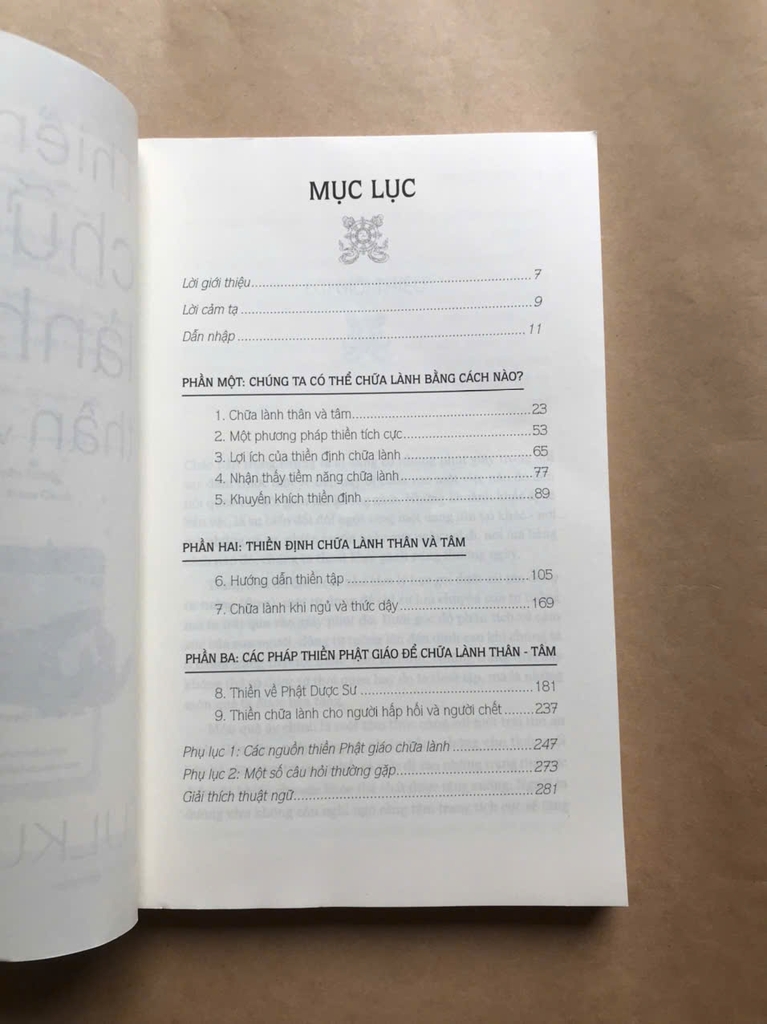 MỤC LỤC
Lời giới thiệu....................................................................7
Lời cảm tạ....................................................................9
Dẫn nhập....................................................................11
PHẦN MỘT: CHÚNG TA CÓ THỂ CHỮA LÀNH BẰNG CÁCH NÀO?
1. Chữa lành thân và tâm........................................23
2. Một phương pháp thiền tích cực............................53
3. Lợi ích của thiền định chữa lành............................65
4. Nhận thấy tiềm năng chữa lành............................77
5. Khuyến khích thiền định........................................89
PHẦN HAI: THIỀN ĐỊNH CHỮA LÀNH THÂN VÀ TÂM
6. Hướng dẫn thiền tập........................................105
7. Chữa lành khi ngủ và thức dậy............................169
PHẦN BA: CÁC PHÁP THIỀN PHẬT GIÁO ĐỂ CHỮA LÀNH THÂN - TÂM
8. Thiền về Phật Dược Sư........................................181
9. Thiền chữa lành cho người hấp hối và người chết........237
Phụ lục 1: Các nguồn thiền Phật giáo chữa lành....................247
Phụ lục 2: Một số câu hỏi thường gặp............................273
Giải thích thuật ngữ....................................................281